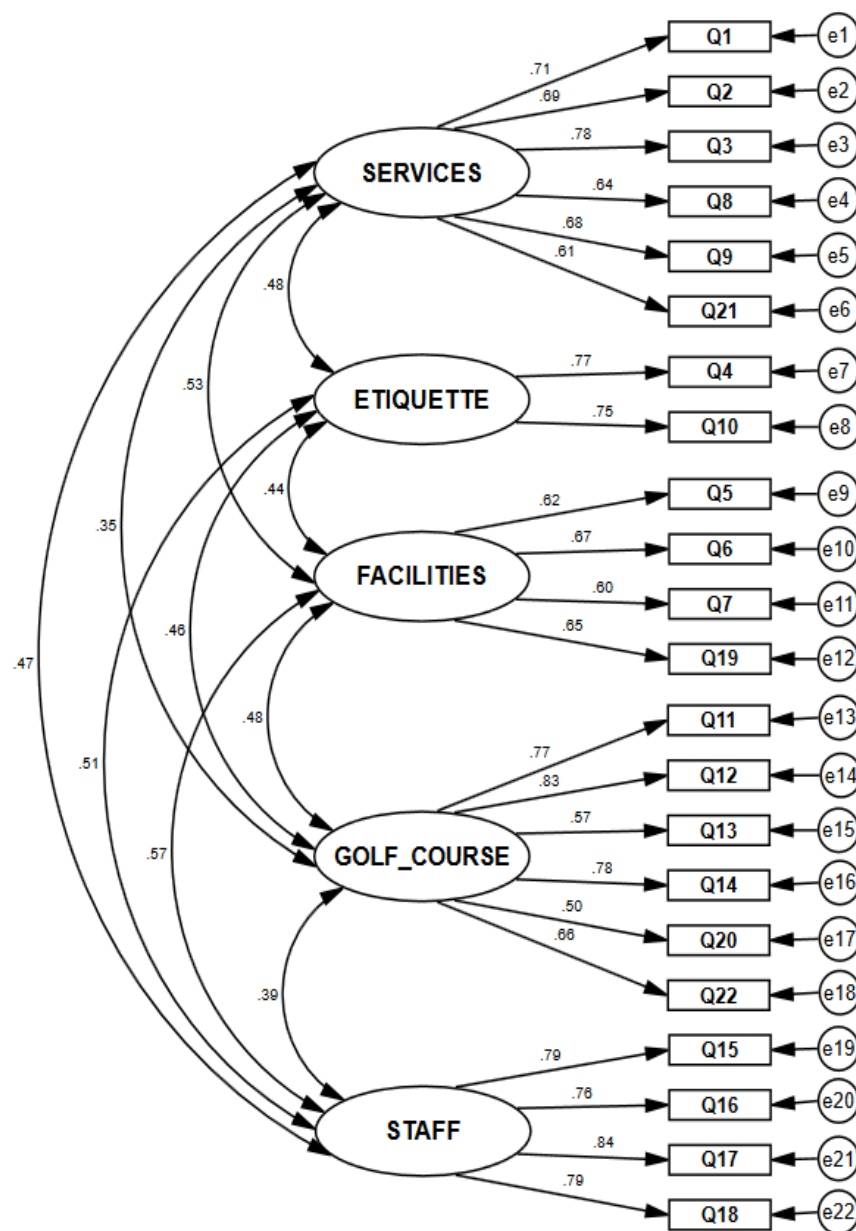 Q1 e1
.71
Q2 e2
.69
Q3 e3
.78
SERVICES
Q8 e4
.64
Q9 e5
.68
.61
Q21 e6
.48
Q4 e7
.77
ETIQUETTE
Q10 e8
.75
.53
.44
Q5 e9
.62
.35
Q6 e10
.67
FACILITIES
Q7 e11
.60
.46
Q19 e12
.65
.47
.48
Q11 e13
.77
.51
Q12 e14
.83
Q13 e15
.57
.57
GOLF_COURSE
Q14 e16
.78
Q20 e17
.50
.66
Q22 e18
.39
Q15 e19
.79
Q16 e20
.76
STAFF
Q17 e21
.84
.79
Q18 e22